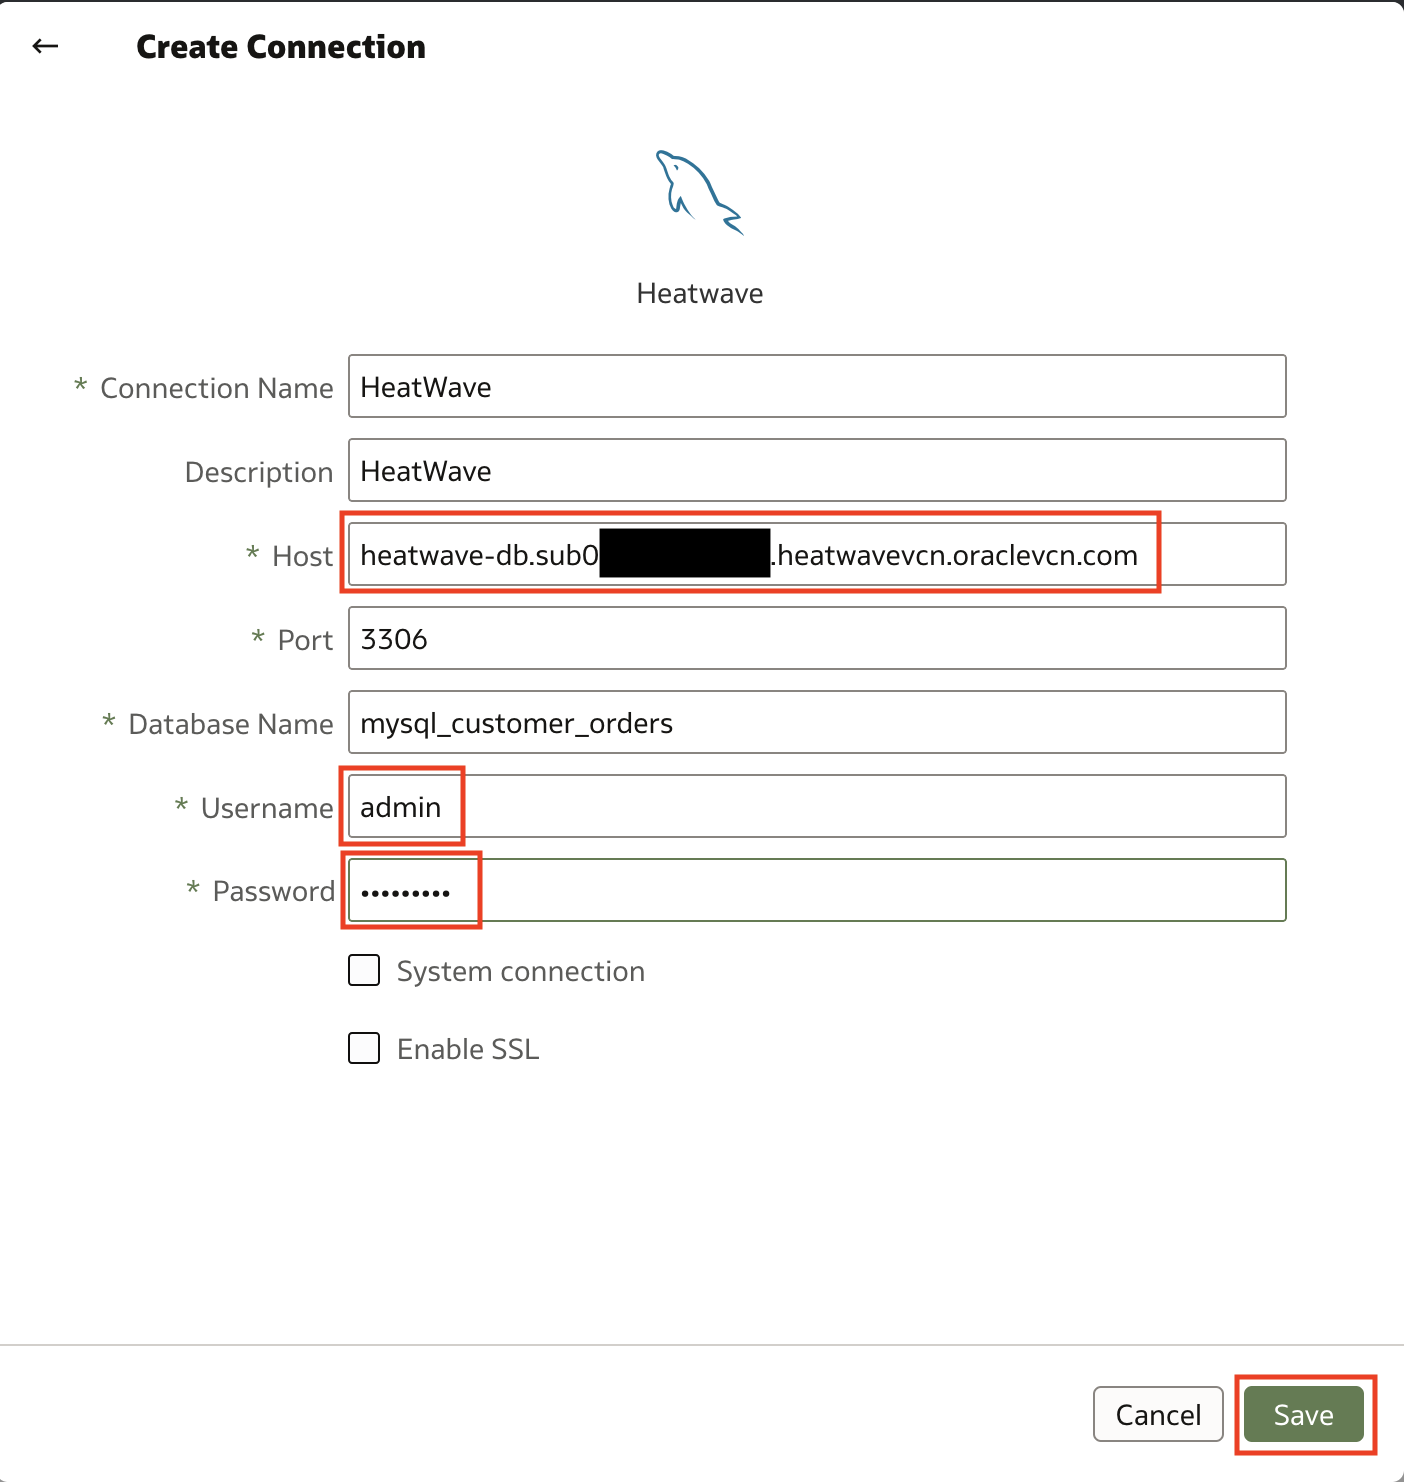 Create Connection
Heatwave
* Connection Name HeatWave
Description HeatWave
* Host heatwave-db.sub0 .heatwavevcn.oraclevcn.com
* Port 3306
* Database Name mysql_customer_orders
* Username admin
* Password •••••••••
System connection
Enable SSL
Cancel Save